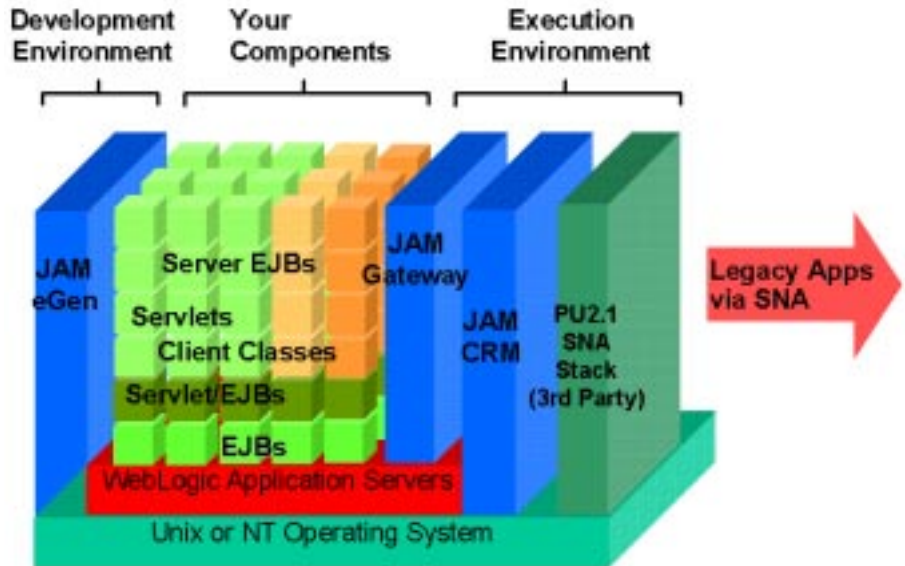 Development
Environment
Your
Components
Execution
Environment
JAM
eGen
Server EJBs
Servlets
Client Classes
Servlet/EJBs
EJBs
JAM
Gateway
JAM
CRM
PU2.1
SNA
Stack
(3rd Party)
Legacy Apps
via SNA
WebLogic Application Servers
Unix or NT Operating System